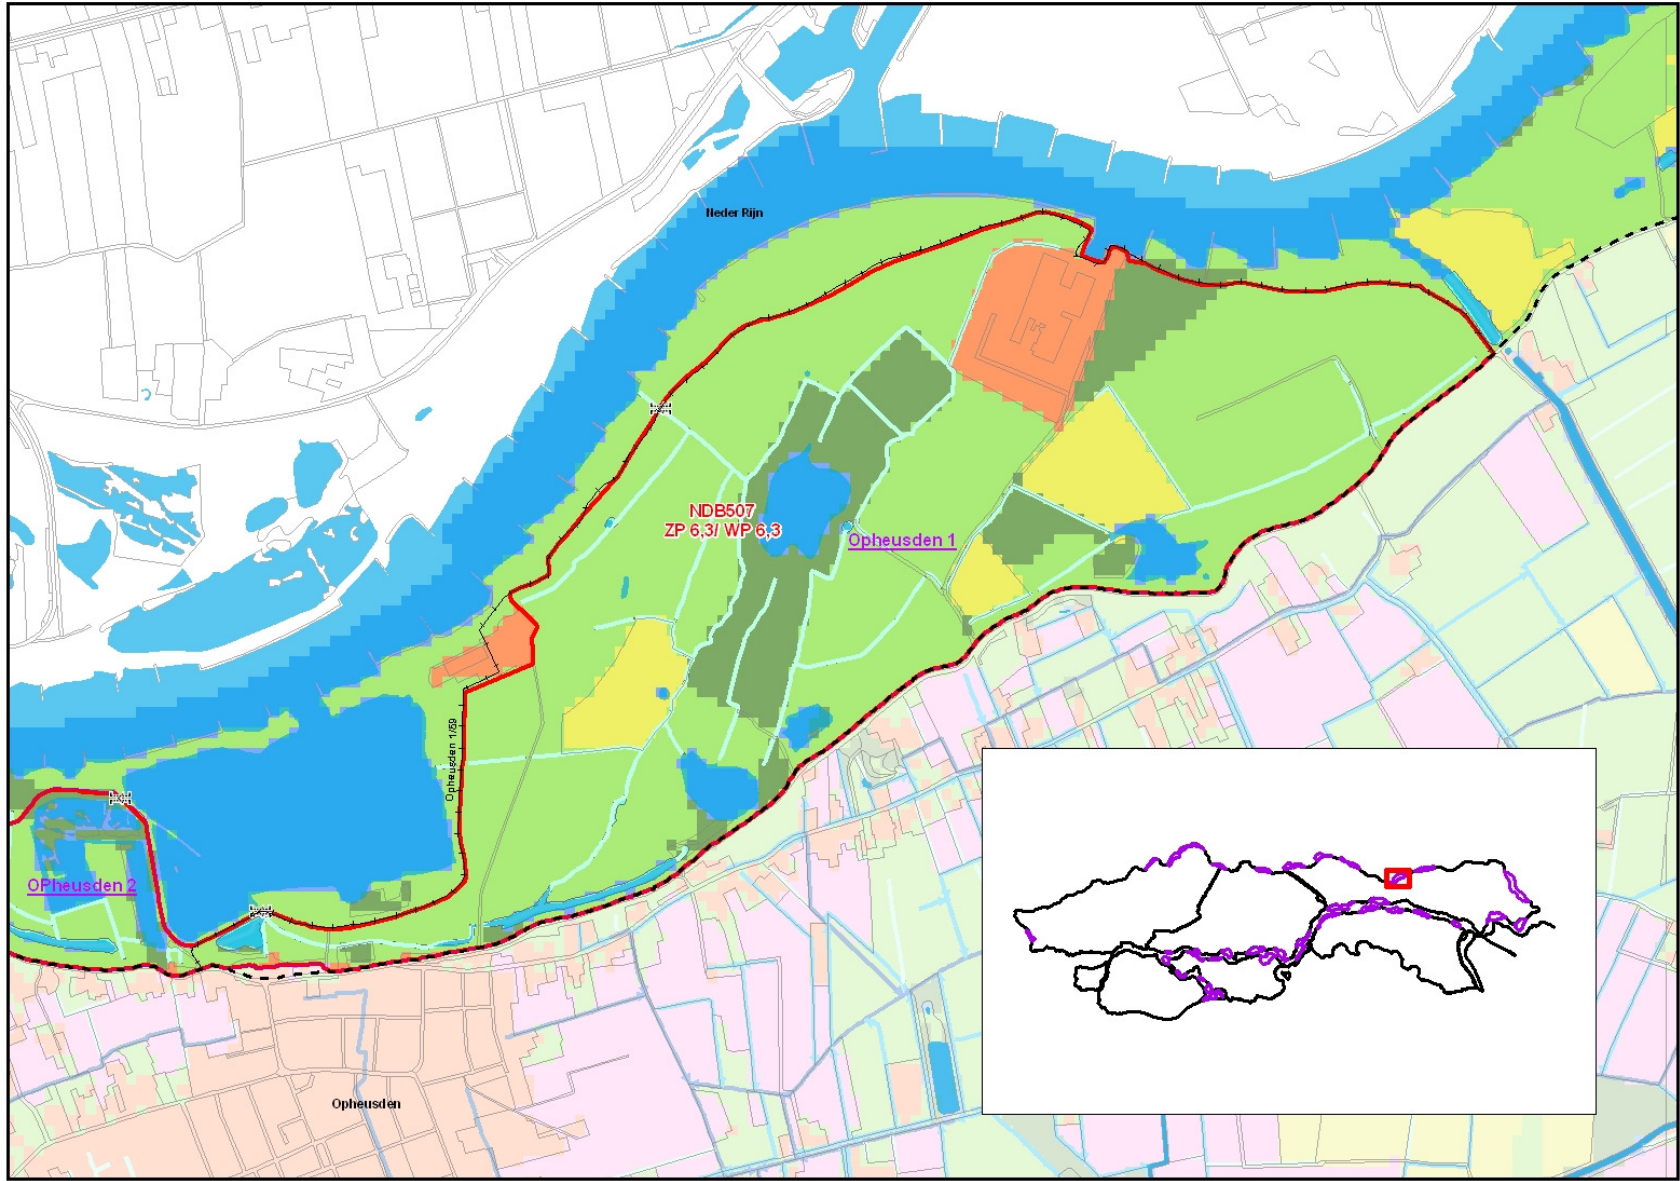 Neder Rijn
NDB507
ZP 6,3/ WP 6,3
Opheusden 1
Opheusden 1/59
OPheusden 2
Opheusden